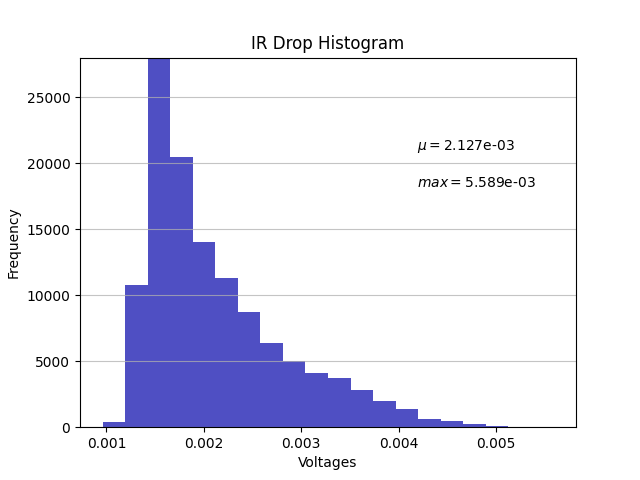 IR Drop Histogram
25000
20000
15000
10000
5000
0
Frequency
μ = 2.127e-03
max = 5.589e-03
0.001 0.002 0.003 0.004 0.005
Voltages